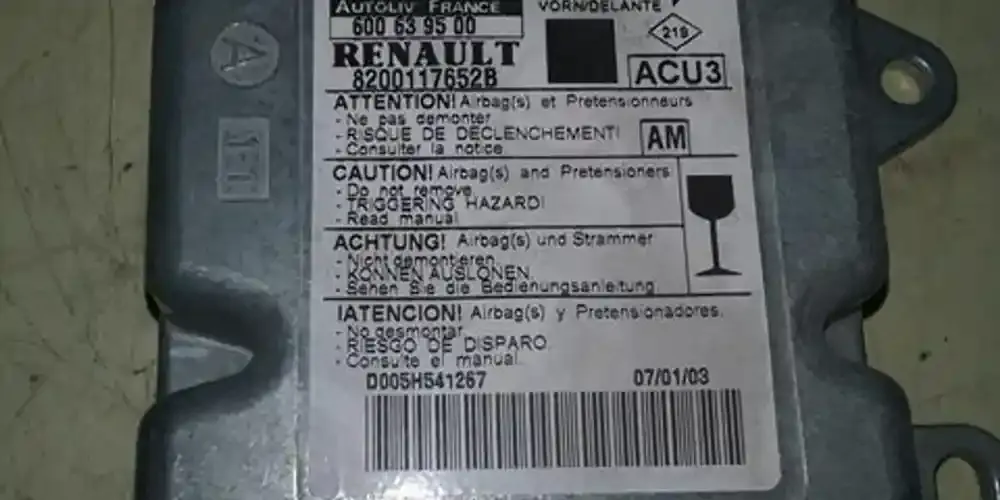 AUTOLIV FRANCE
600 63 95 00
RENAULT
8200117652B
VORN/DELANTE
219
ACU3
ATTENTION! Airbag(s) et Pretensionneurs
- Ne pas demonter
- RISQUE DE DECLENCHEMENT!
- Consulter la notice
AM
CAUTION! Airbag(s) and Pretensioners
- Do not remove
- TRIGGERING HAZARD!
- Read manual
ACHTUNG! Airbag(s) und Strammer
- Nicht demontieren
- KONNEN AUSLONEN
- Sehen Sie die Bedienungsanleitung
!ATENCION! Airbag(s) y Pretensionadores.
- No desmontar
- RIESGO DE DISPARO
- Consulte el manual
D005H541267 07/01/03
A